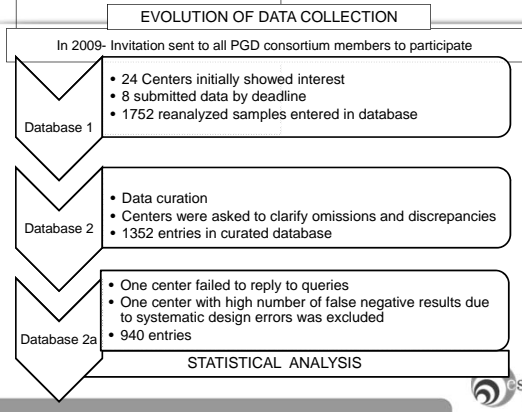 EVOLUTION OF DATA COLLECTION
In 2009- Invitation sent to all PGD consortium members to participate
Database 1
• 24 Centers initially showed interest
• 8 submitted data by deadline
• 1752 reanalyzed samples entered in database
Database 2
• Data curation
• Centers were asked to clarify omissions and discrepancies
• 1352 entries in curated database
Database 2a
• One center failed to reply to queries
• One center with high number of false negative results due
to systematic design errors was excluded
• 940 entries
STATISTICAL ANALYSIS